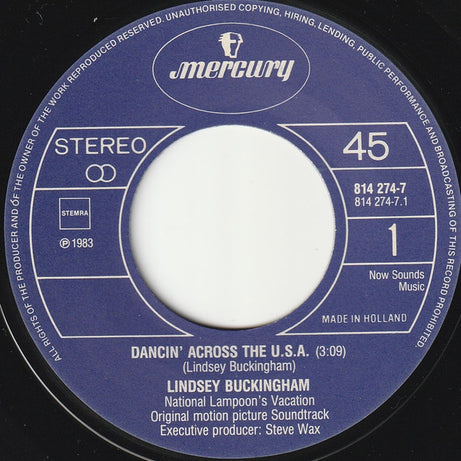 ALL RIGHTS OF THE PRODUCER AND OF THE OWNER OF THE WORK REPRODUCED RESERVED. UNAUTHORISED COPYING, HIRING, LENDING, PUBLIC PERFORMANCE AND BROADCASTING OF THIS RECORD PROHIBITED.
mercury
STEREO
45
814 274-7
814 274-7.1
STEMRA
℗ 1983
1
Now Sounds
Music
MADE IN HOLLAND
DANCIN' ACROSS THE U.S.A. (3:09)
(Lindsey Buckingham)
LINDSEY BUCKINGHAM
National Lampoon's Vacation
Original motion picture Soundtrack
Executive producer: Steve Wax